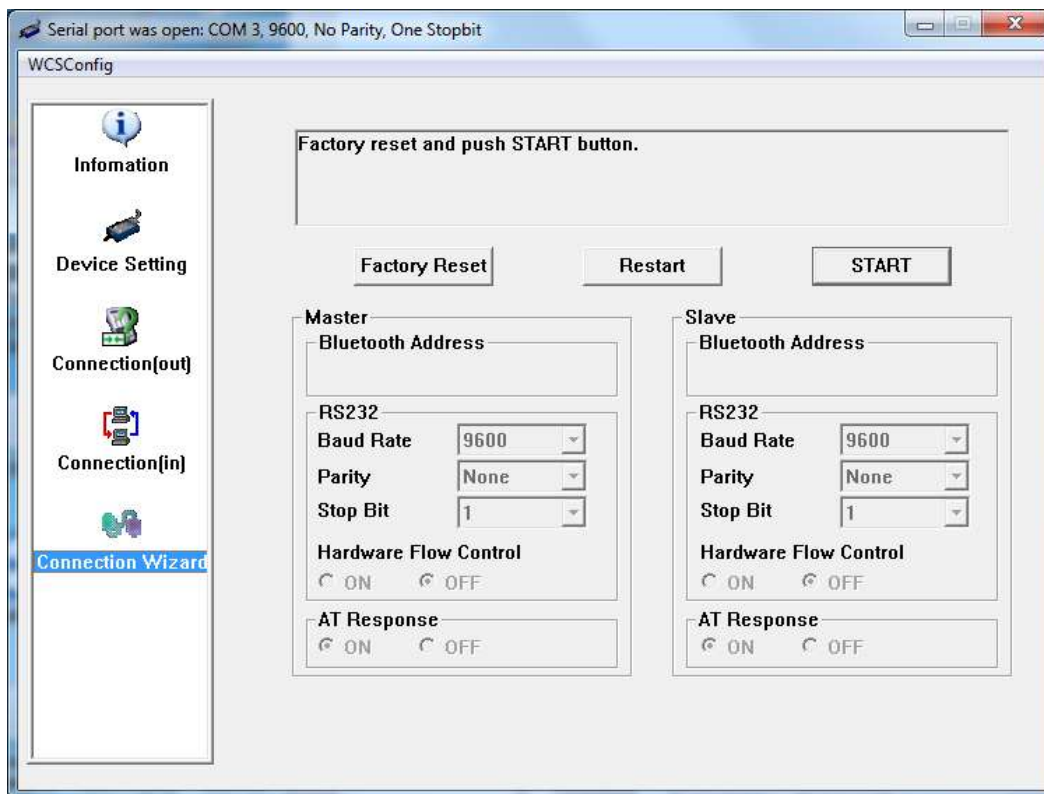 Serial port was open: COM 3, 9600, No Parity, One Stopbit
WCSConfig
Infomation
Device Setting
Connection(out)
Connection(in)
Connection Wizard
Factory reset and push START button.
Factory Reset Restart START
Master
Bluetooth Address
RS232
Baud Rate 9600
Parity None
Stop Bit 1
Hardware Flow Control
ON OFF
AT Response
ON OFF
Slave
Bluetooth Address
RS232
Baud Rate 9600
Parity None
Stop Bit 1
Hardware Flow Control
ON OFF
AT Response
ON OFF